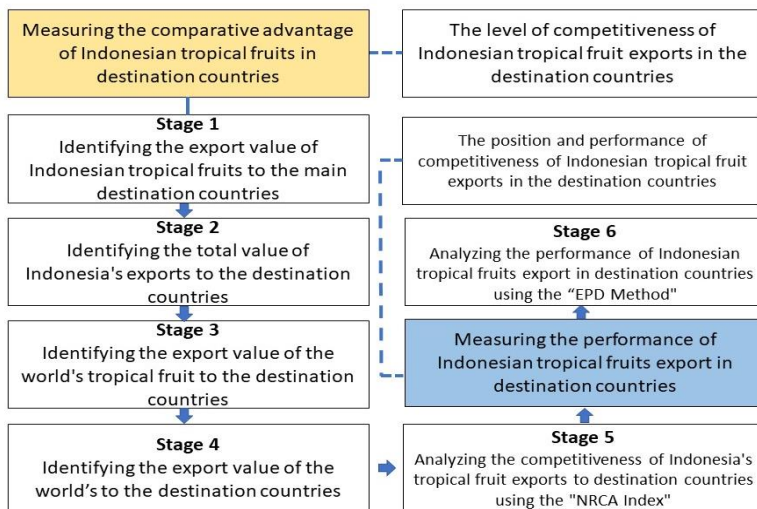 Measuring the comparative advantage
of Indonesian tropical fruits in
destination countries
The level of competitiveness of
Indonesian tropical fruit exports in the
destination countries
Stage 1
Identifying the export value of
Indonesian tropical fruits to the main
destination countries
Stage 2
Identifying the total value of
Indonesia's exports to the destination
countries
Stage 3
Identifying the export value of the
world's tropical fruit to the destination
countries
Stage 4
Identifying the export value of the
world's to the destination countries
Stage 5
Analyzing the competitiveness of Indonesia's
tropical fruit exports to destination countries
using the "NRCA Index"
Measuring the performance of
Indonesian tropical fruits export in
destination countries
Stage 6
Analyzing the performance of Indonesian
tropical fruits export in destination countries
using the “EPD Method"
The position and performance of
competitiveness of Indonesian tropical fruit
exports in the destination countries